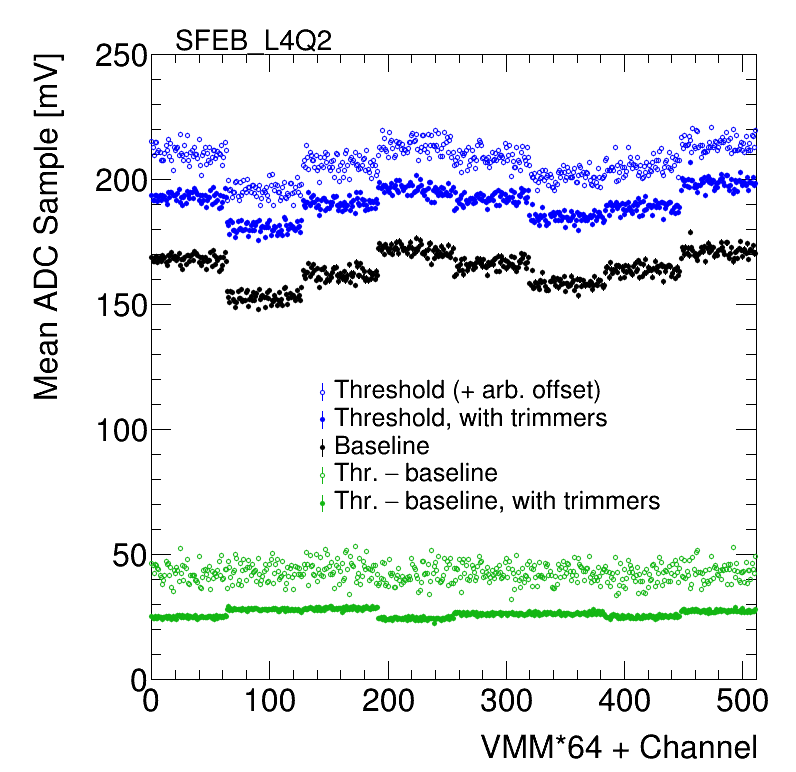 SFEB_L4Q2
Mean ADC Sample [mV]
250
200
150
100
50
0
Threshold (+ arb. offset)
Threshold, with trimmers
Baseline
Thr. − baseline
Thr. − baseline, with trimmers
0 100 200 300 400 500
VMM*64 + Channel